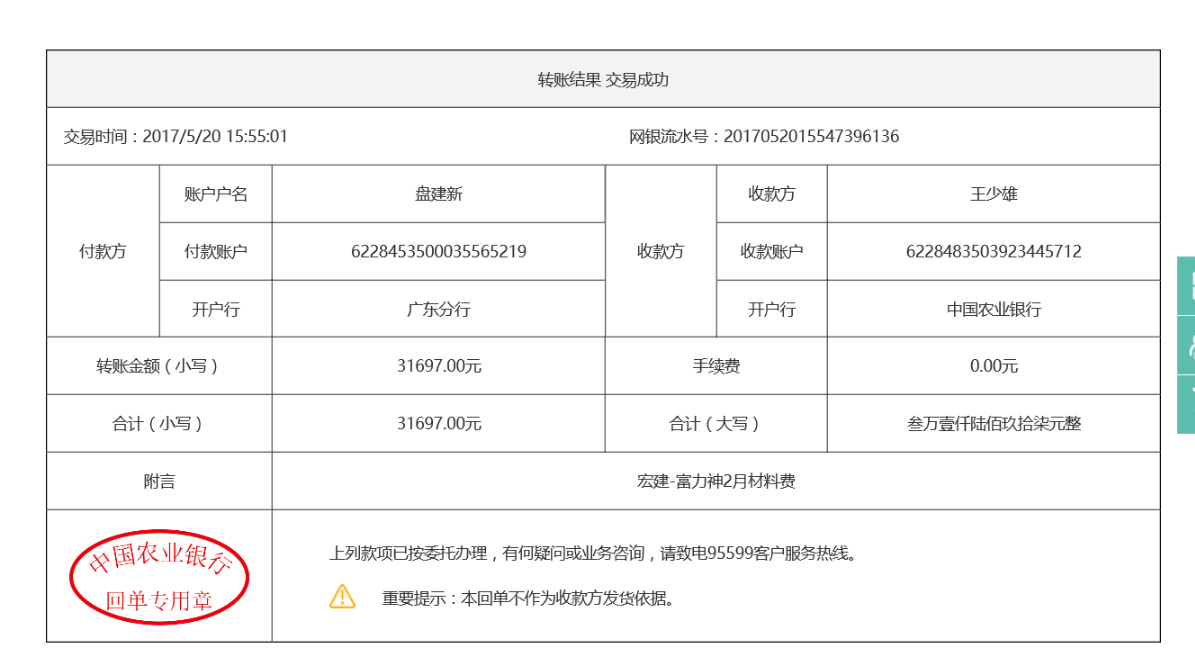 转账结果 交易成功
交易时间：2017/5/20 15:55:01 网银流水号：2017052015547396136
付款方 账户户名 盘建新 收款方 收款方 王少雄
付款账户 6228453500035565219 收款账户 6228483503923445712
开户行 广东分行 开户行 中国农业银行
转账金额（小写） 31697.00元 手续费 0.00元
合计（小写） 31697.00元 合计（大写） 叁万壹仟陆佰玖拾柒元整
附言 宏建-富力神2月材料费
中国农业银行
回单专用章
上列款项已按委托办理，有何疑问或业务咨询，请致电95599客户服务热线。
重要提示：本回单不作为收款方发货依据。